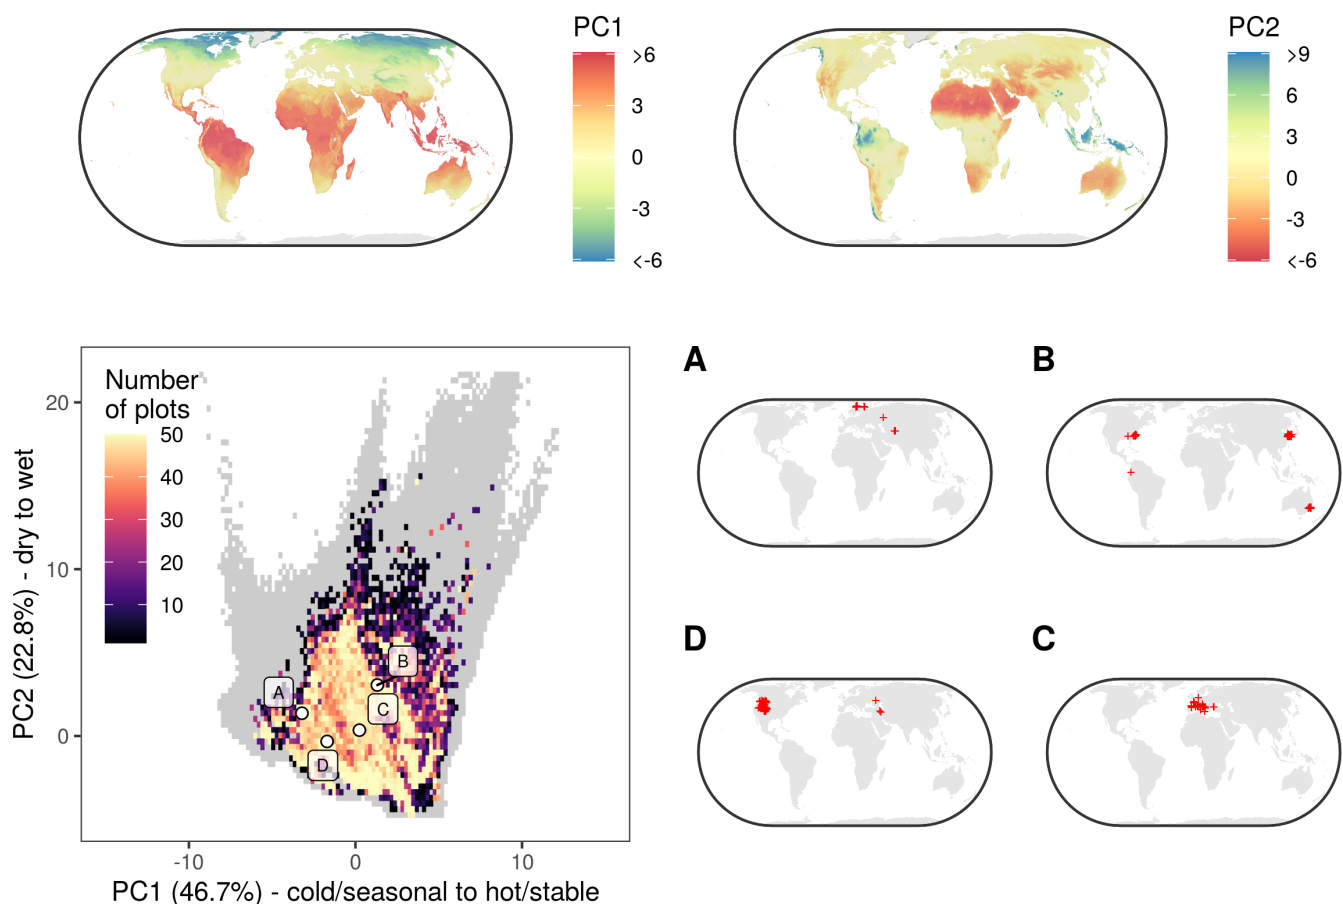 PC1
>6
3
0
-3
<-6
PC2
>9
6
3
0
-3
<-6
Number
of plots
50
40
30
20
10
20
10
0
PC2 (22.8%) - dry to wet
A
B
C
D
-10
0
10
PC1 (46.7%) - cold/seasonal to hot/stable
A
B
D
C